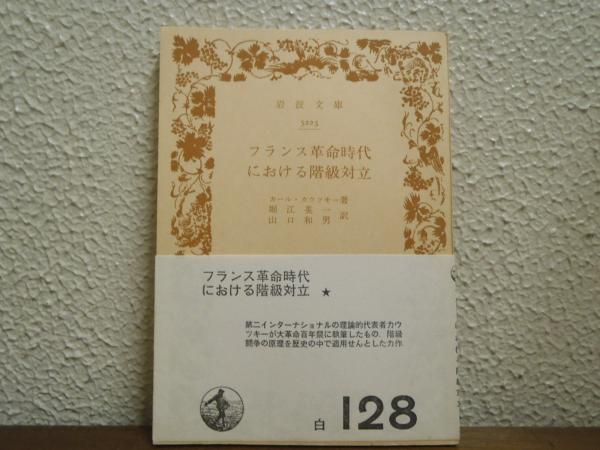 岩波文庫
5225
フランス革命時代
における階級対立
カール・カウツキー著
堀江英一
山口和男訳
フランス革命時代
における階級対立 ★
第二インターナショナルの理論的代表者カウ
ツキーが大革命百年祭に執筆したもの.階級
闘争の原理を歴史の中で適用せんとした力作
白 128